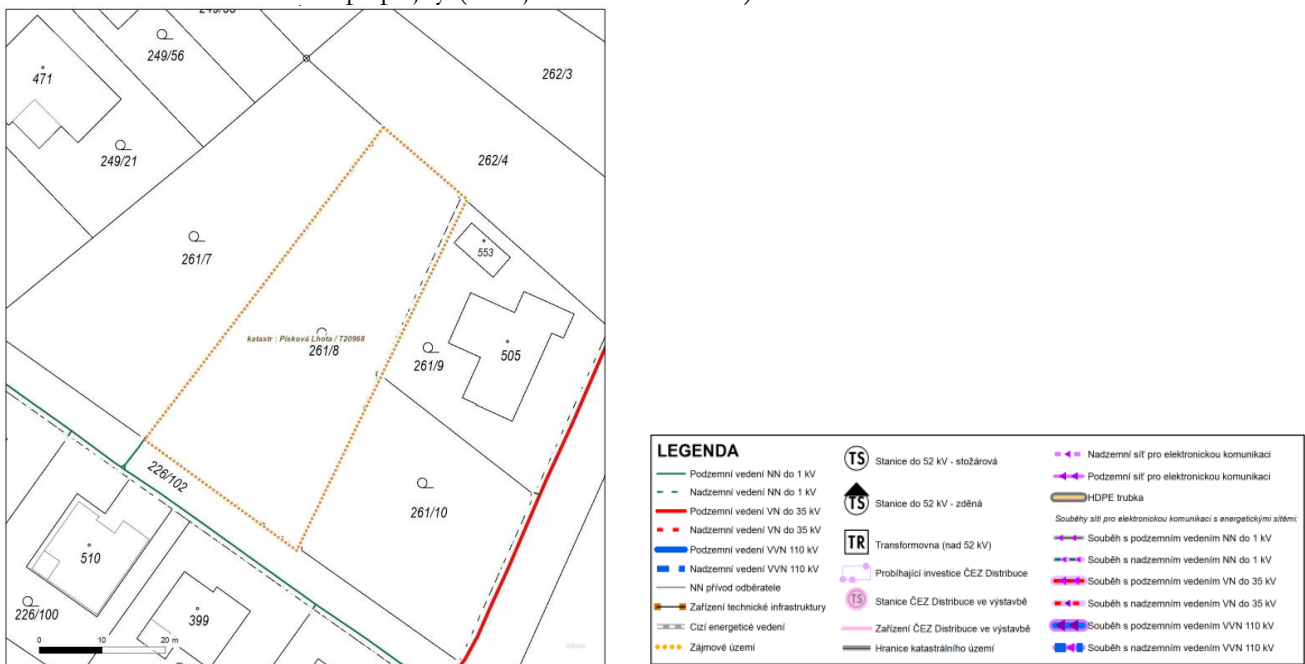 249/56
262/3
471
249/21
262/4
553
261/7
katastr : Písková Lhota / 720968
261/8
261/9
505
226/102
261/10
510
226/100
399
0 10 20 m
LEGENDA
Podzemní vedení NN do 1 kV
Nadzemní vedení NN do 1 kV
Podzemní vedení VN do 35 kV
Nadzemní vedení VN do 35 kV
Podzemní vedení VVN 110 kV
Nadzemní vedení VVN 110 kV
NN přívod odběratele
Zařízení technické infrastruktury
Cizí energetické vedení
Zájmové území
TS Stanice do 52 kV - stožárová
TS Stanice do 52 kV - zděná
TR Transformovna (nad 52 kV)
Probíhající investice ČEZ Distribuce
TS Stanice ČEZ Distribuce ve výstavbě
Zařízení ČEZ Distribuce ve výstavbě
Hranice katastrálního území
Nadzemní síť pro elektronickou komunikaci
Podzemní síť pro elektronickou komunikaci
HDPE trubka
Souběhy sítí pro elektronickou komunikaci s energetickými sítěmi:
Souběh s podzemním vedením NN do 1 kV
Souběh s nadzemním vedením NN do 1 kV
Souběh s podzemním vedením VN do 35 kV
Souběh s nadzemním vedením VN do 35 kV
Souběh s podzemním vedením VVN 110 kV
Souběh s nadzemním vedením VVN 110 kV